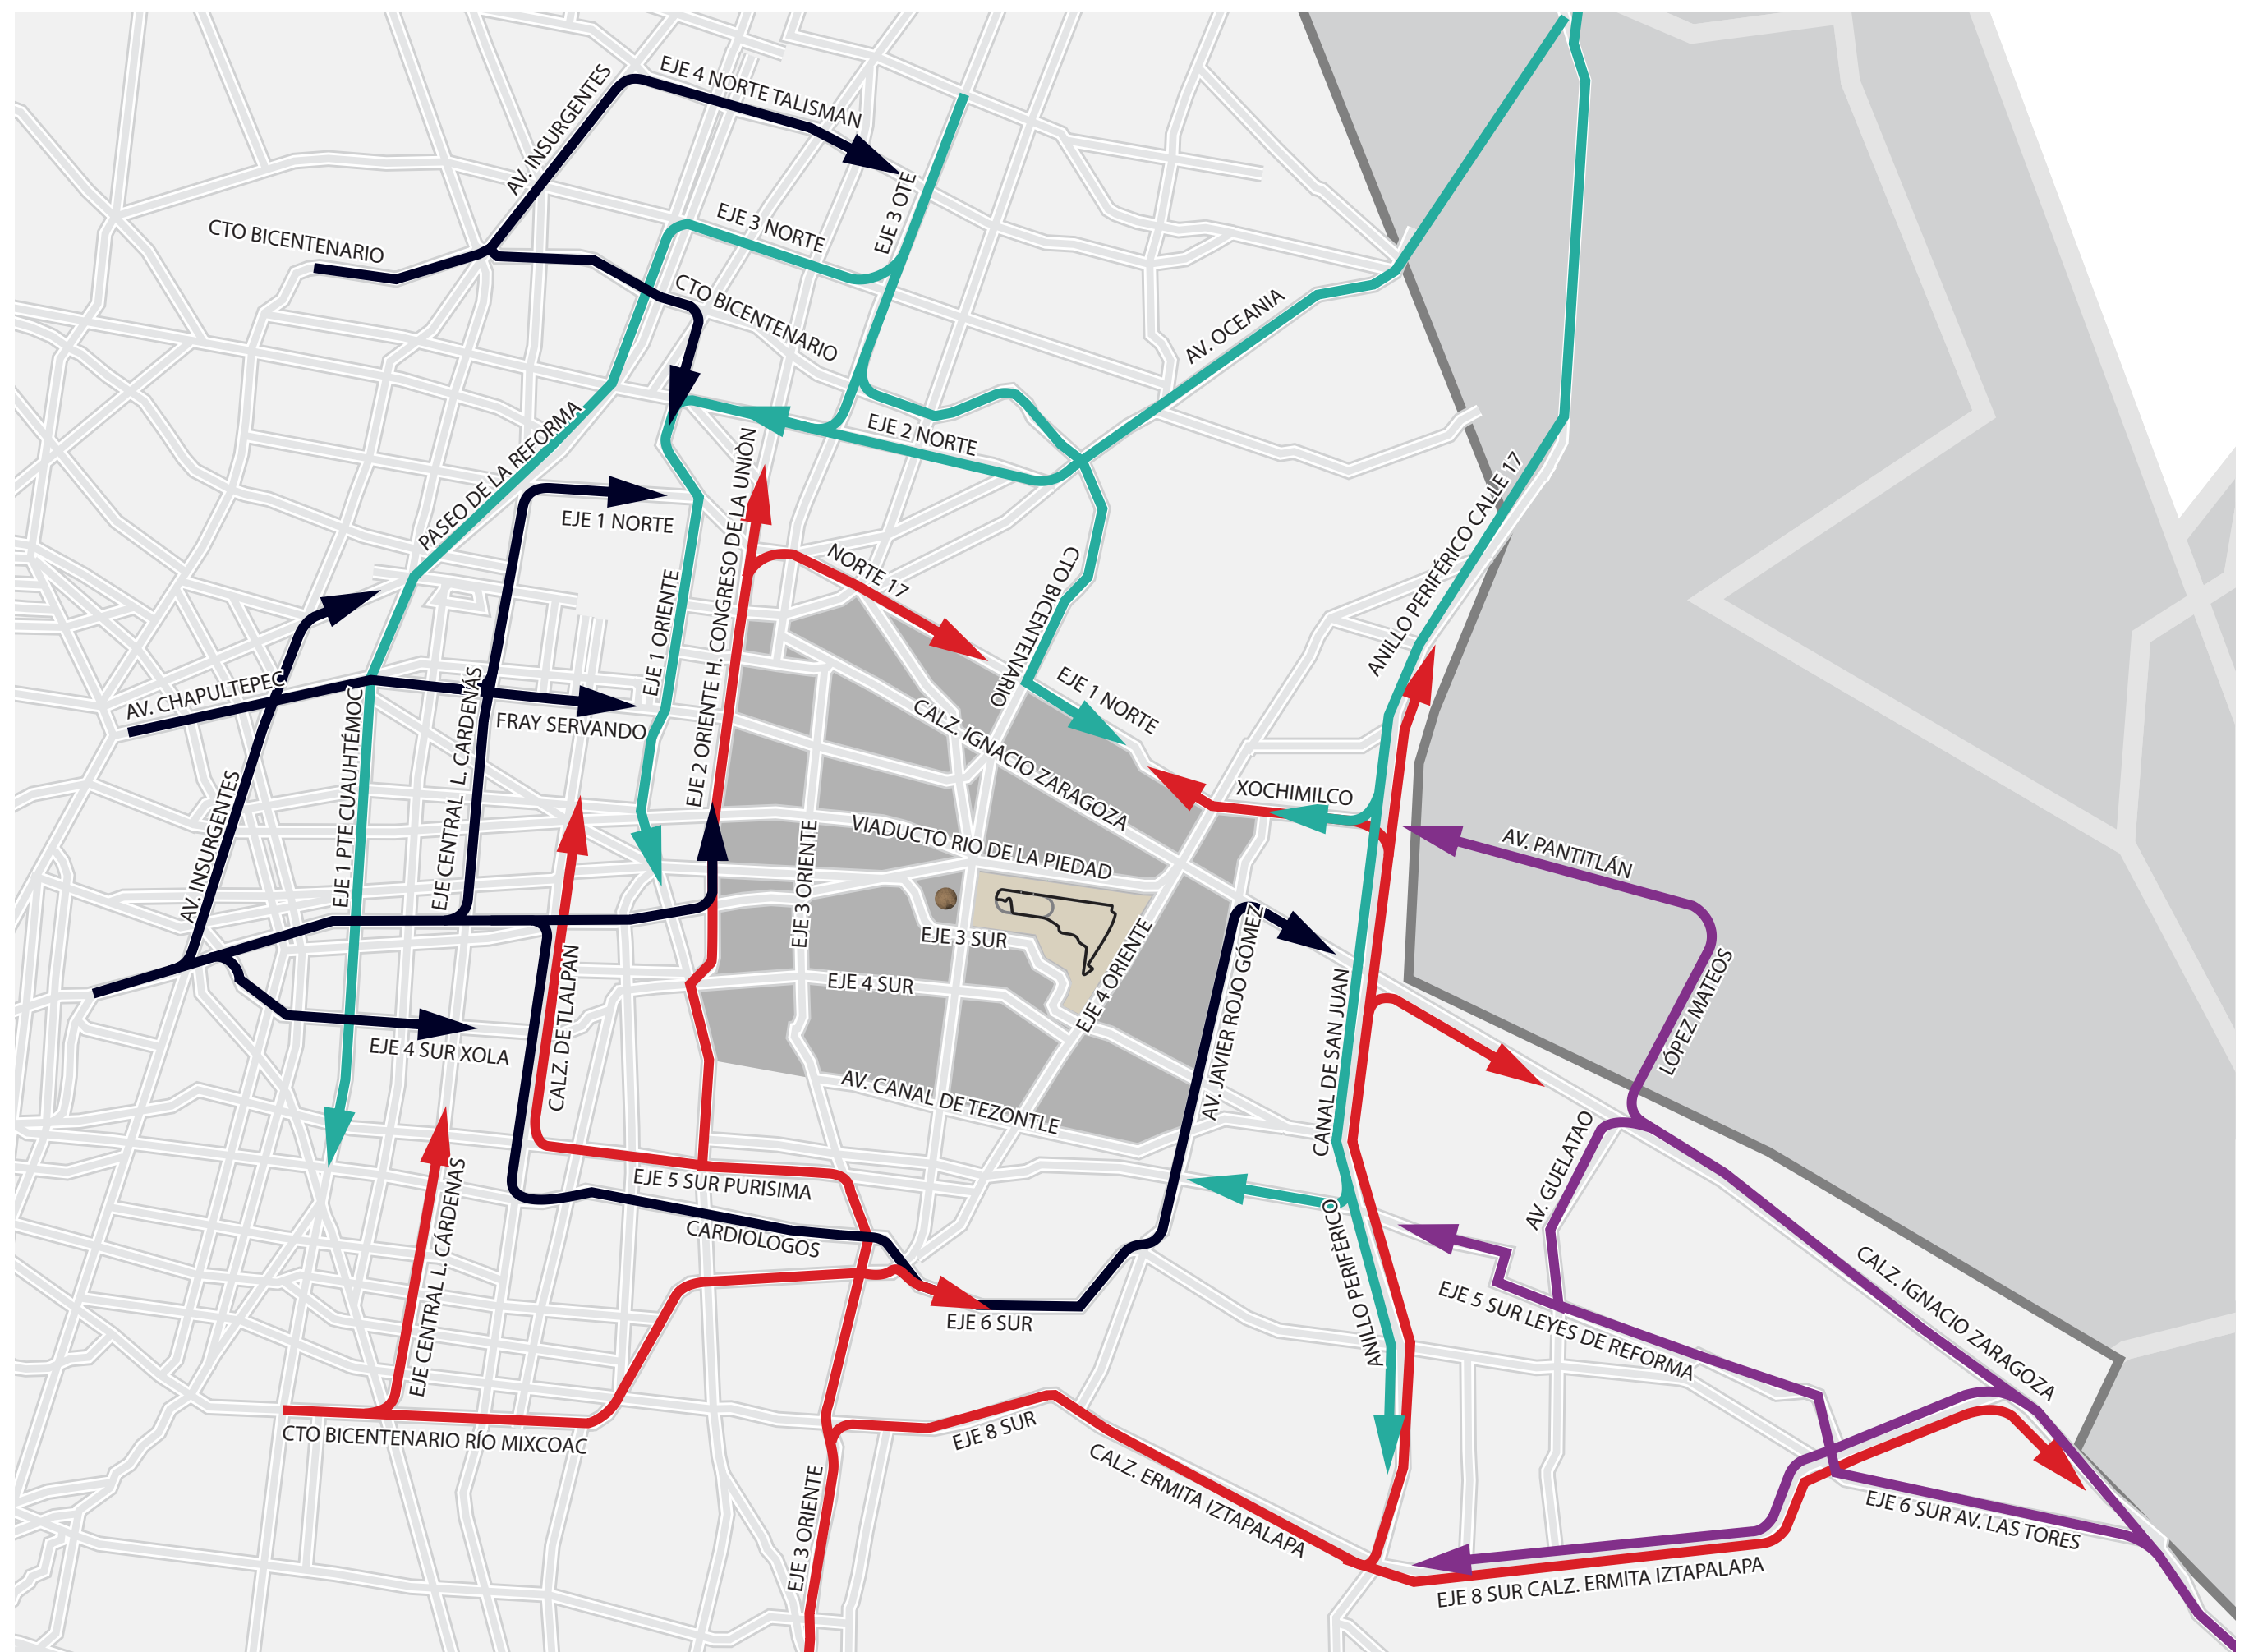 EJE 4 NORTE TALISMAN
AV. INSURGENTES
EJE 3 OTE
EJE 3 NORTE
CTO BICENTENARIO
CTO BICENTENARIO
AV. OCEANIA
EJE 2 NORTE
PASEO DE LA REFORMA
EJE 1 NORTE
EJE 2 ORIENTE H. CONGRESO DE LA UNIÒN
ANILLO PERIFÉRICO CALLE 17
NORTE 17
EJE 1 ORIENTE
CTO BICENTENARIO
EJE 1 NORTE
AV. CHAPULTEPEC
FRAY SERVANDO
EJE CENTRAL L. CARDENÁS
EJE 1 PTE CUAUHTÉMOC
CALZ. IGNACIO ZARAGOZA
XOCHIMILCO
AV. INSURGENTES
VIADUCTO RIO DE LA PIEDAD
AV. PANTITLÁN
EJE 3 ORIENTE
EJE 3 SUR
EJE 4 SUR
EJE 4 ORIENTE
AV. JAVIER ROJO GÓMEZ
CANAL DE SAN JUAN
LÓPEZ MATEOS
EJE 4 SUR XOLA
CALZ. DE TLALPAN
AV. CANAL DE TEZONTLE
AV. GUELATAO
EJE 5 SUR PURISIMA
CARDIOLOGOS
EJE CENTRAL L. CÁRDENAS
ANILLO PERIFÉRICO
EJE 6 SUR
EJE 5 SUR LEYES DE REFORMA
CALZ. IGNACIO ZARAGOZA
CTO BICENTENARIO RÍO MIXCOAC
EJE 8 SUR
CALZ. ERMITA IZTAPALAPA
EJE 3 ORIENTE
EJE 6 SUR AV. LAS TORES
EJE 8 SUR CALZ. ERMITA IZTAPALAPA